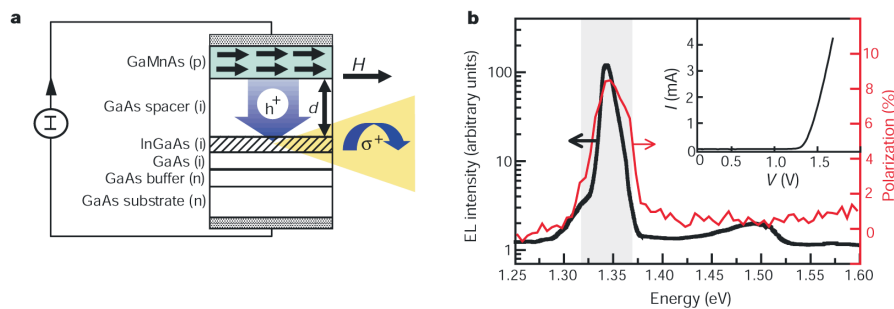 a
GaMnAs (p)
H
GaAs spacer (i)
h+
d
I
InGaAs (i)
σ+
GaAs (i)
GaAs buffer (n)
GaAs substrate (n)
b
EL intensity (arbitrary units)
100
10
1
1.25
1.30
1.35
1.40
1.45
1.50
1.55
1.60
Energy (eV)
10
8
6
4
2
0
Polarization (%)
I (mA)
4
3
2
1
0
0
0.5
1.0
1.5
V (V)